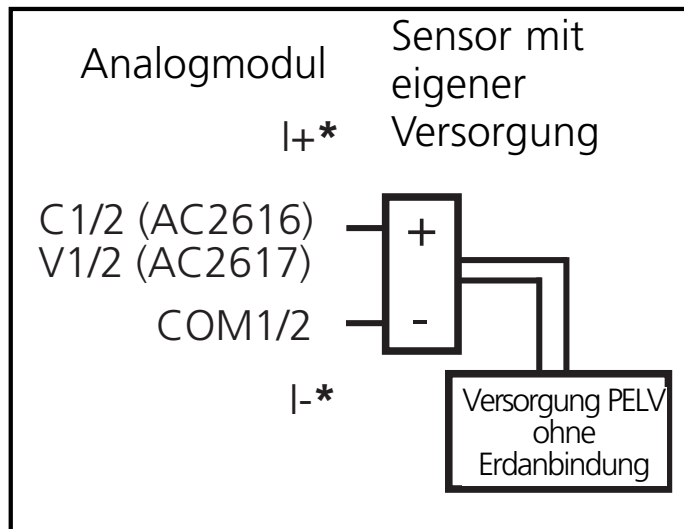 Analogmodul
Sensor mit
eigener
Versorgung
I+*
C1/2 (AC2616)
V1/2 (AC2617)
COM1/2
I-*
+
-
Versorgung PELV
ohne
Erdanbindung